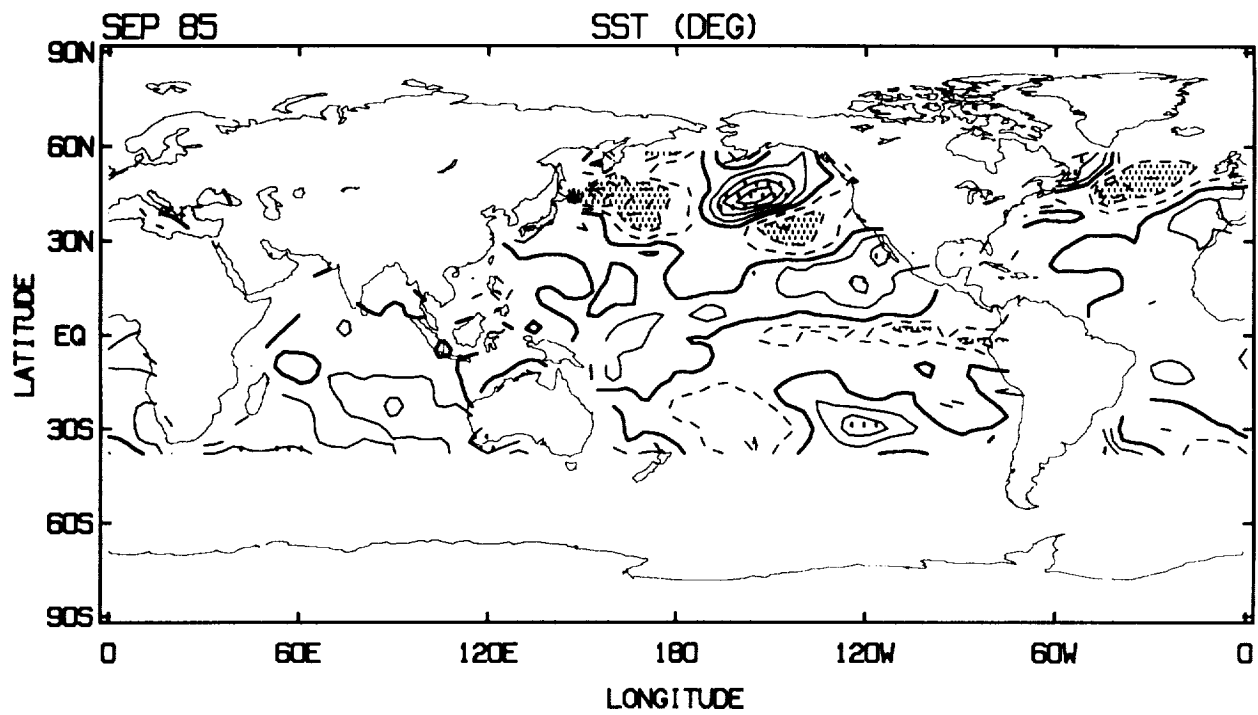 SEP 85
SST (DEG)
90N
60N
30N
EQ
30S
60S
90S
LATITUDE
0
60E
120E
180
120W
60W
0
LONGITUDE